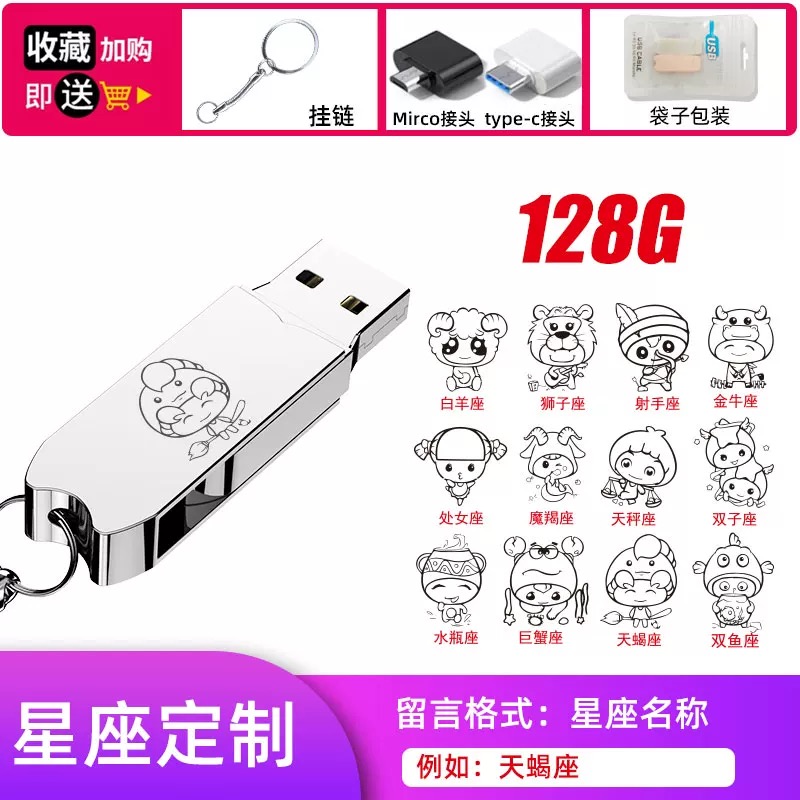 收藏加购
即送
挂链
Mirco接头 type-c接头
袋子包装
USB CABLE
USB
128G
白羊座 狮子座 射手座 金牛座
处女座 魔羯座 天秤座 双子座
水瓶座 巨蟹座 天蝎座 双鱼座
星座定制
留言格式：星座名称
例如：天蝎座